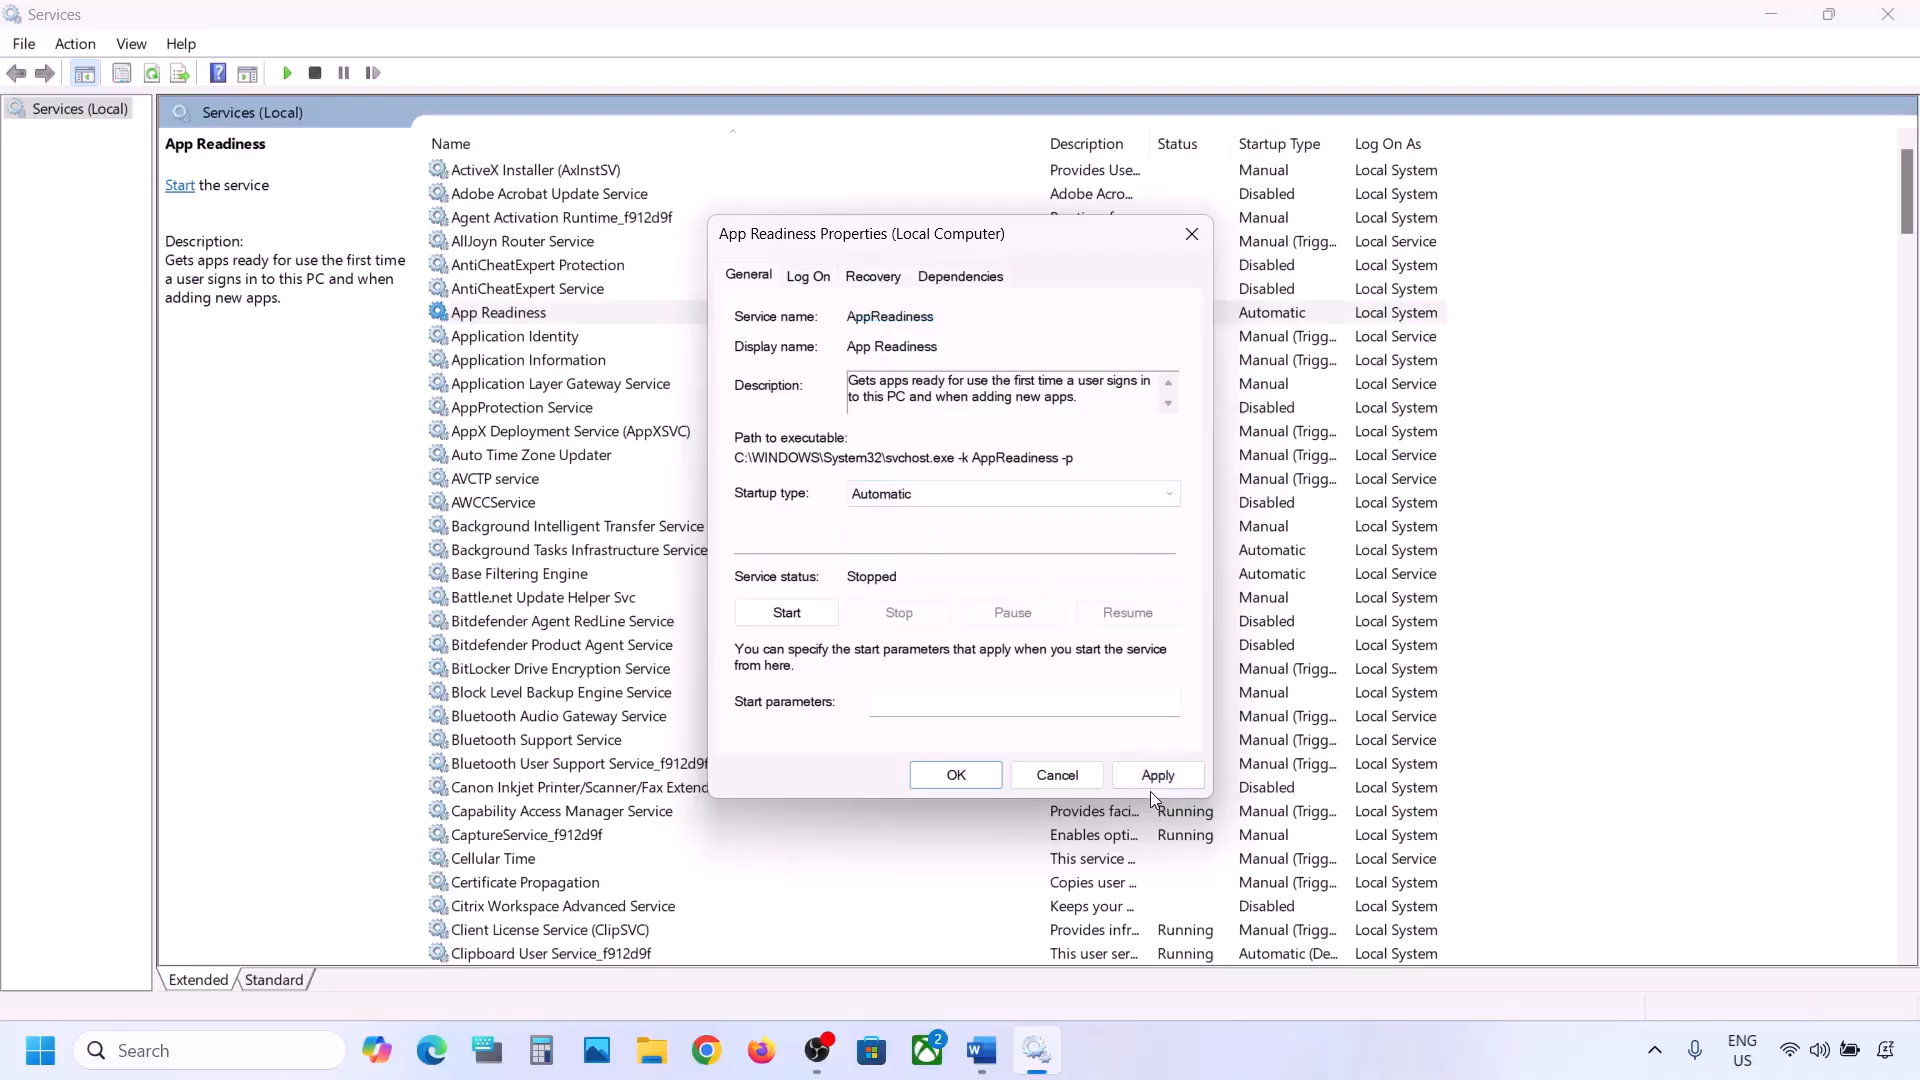 Services
File Action View Help
Services (Local)
Services (Local)
App Readiness
Start the service
Description:
Gets apps ready for use the first time
a user signs in to this PC and when
adding new apps.
Name Description Status Startup Type Log On As
ActiveX Installer (AxInstSV) Provides Use... Manual Local System
Adobe Acrobat Update Service Adobe Acro... Disabled Local System
Agent Activation Runtime_f912d9f Manual Local System
AllJoyn Router Service Manual (Trigg... Local Service
AntiCheatExpert Protection Disabled Local System
AntiCheatExpert Service Disabled Local System
App Readiness Automatic Local System
Application Identity Manual (Trigg... Local Service
Application Information Manual (Trigg... Local System
Application Layer Gateway Service Manual Local Service
AppProtection Service Disabled Local System
AppX Deployment Service (AppXSVC) Manual (Trigg... Local System
Auto Time Zone Updater Manual (Trigg... Local Service
AVCTP service Manual (Trigg... Local Service
AWCCService Disabled Local System
Background Intelligent Transfer Service Manual Local System
Background Tasks Infrastructure Service Automatic Local System
Base Filtering Engine Automatic Local Service
Battle.net Update Helper Svc Manual Local System
Bitdefender Agent RedLine Service Disabled Local System
Bitdefender Product Agent Service Disabled Local System
BitLocker Drive Encryption Service Manual (Trigg... Local System
Block Level Backup Engine Service Manual Local System
Bluetooth Audio Gateway Service Manual (Trigg... Local Service
Bluetooth Support Service Manual (Trigg... Local Service
Bluetooth User Support Service_f912d9f Manual (Trigg... Local System
Canon Inkjet Printer/Scanner/Fax Extend Disabled Local System
Capability Access Manager Service Provides faci... Running Manual (Trigg... Local System
CaptureService_f912d9f Enables opti... Running Manual Local System
Cellular Time This service ... Manual (Trigg... Local Service
Certificate Propagation Copies user ... Manual (Trigg... Local System
Citrix Workspace Advanced Service Keeps your ... Disabled Local System
Client License Service (ClipSVC) Provides infr... Running Manual (Trigg... Local System
Clipboard User Service_f912d9f This user ser... Running Automatic (De... Local System
App Readiness Properties (Local Computer)
General Log On Recovery Dependencies
Service name: AppReadiness
Display name: App Readiness
Description: Gets apps ready for use the first time a user signs in
to this PC and when adding new apps.
Path to executable:
C:\WINDOWS\System32\svchost.exe -k AppReadiness -p
Startup type: Automatic
Service status: Stopped
Start Stop Pause Resume
You can specify the start parameters that apply when you start the service
from here.
Start parameters:
OK Cancel Apply
Extended Standard
Search
2
ENG
US